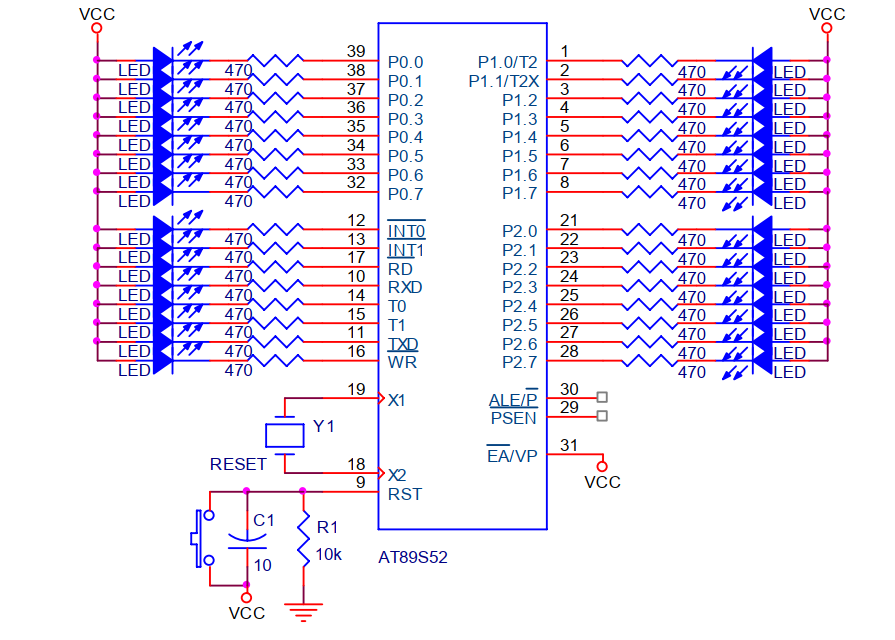 VCC VCC
39 P0.0 P1.0/T2 1
LED 470 38 P0.1 P1.1/T2X 2 470 LED
LED 470 37 P0.2 P1.2 3 470 LED
LED 470 36 P0.3 P1.3 4 470 LED
LED 470 35 P0.4 P1.4 5 470 LED
LED 470 34 P0.5 P1.5 6 470 LED
LED 470 33 P0.6 P1.6 7 470 LED
LED 470 32 P0.7 P1.7 8 470 LED
LED 470 470 LED
12 INT0 P2.0 21
LED 470 13 INT1 P2.1 22 470 LED
LED 470 17 RD P2.2 23 470 LED
LED 470 10 RXD P2.3 24 470 LED
LED 470 14 T0 P2.4 25 470 LED
LED 470 15 T1 P2.5 26 470 LED
LED 470 11 TXD P2.6 27 470 LED
LED 470 16 WR P2.7 28 470 LED
LED 470 470 LED
19 X1 ALE/P 30
PSEN 29
Y1
EA/VP 31
RESET 18 X2
9 RST VCC
C1 R1
10k AT89S52
10
VCC